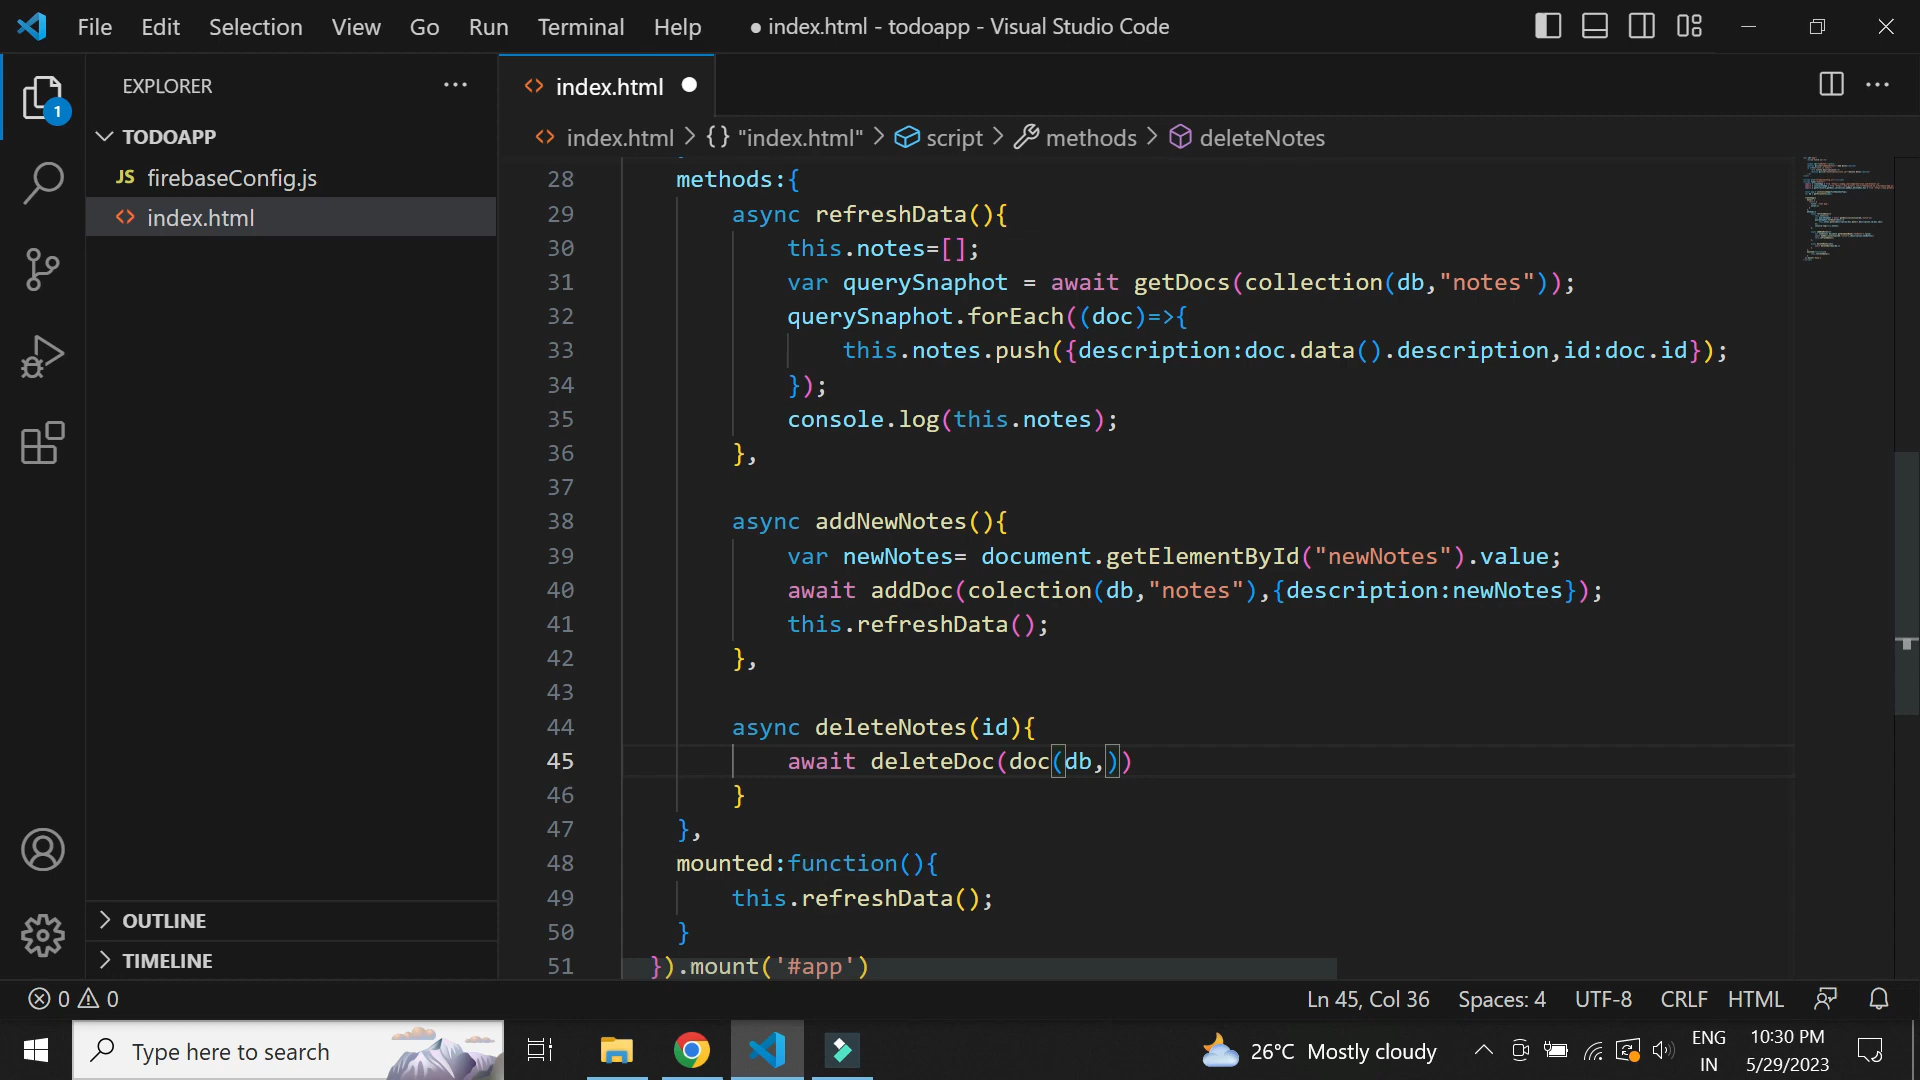 File Edit Selection View Go Run Terminal Help ● index.html - todoapp - Visual Studio Code
EXPLORER
TODOAPP
JS firebaseConfig.js
<> index.html
OUTLINE
TIMELINE
1
<> index.html ●
<> index.html > {} "index.html" > script > methods > deleteNotes
28 methods:{
29 async refreshData(){
30 this.notes=[];
31 var querySnaphot = await getDocs(collection(db,"notes"));
32 querySnaphot.forEach((doc)=>{
33 this.notes.push({description:doc.data().description,id:doc.id});
34 });
35 console.log(this.notes);
36 },
37
38 async addNewNotes(){
39 var newNotes= document.getElementById("newNotes").value;
40 await addDoc(colection(db,"notes"),{description:newNotes});
41 this.refreshData();
42 },
43
44 async deleteNotes(id){
45 await deleteDoc(doc(db,))
46 }
47 },
48 mounted:function(){
49 this.refreshData();
50 }
51 }).mount('#app')
0 0 Ln 45, Col 36 Spaces: 4 UTF-8 CRLF HTML
Type here to search
26°C Mostly cloudy
ENG
IN
10:30 PM
5/29/2023